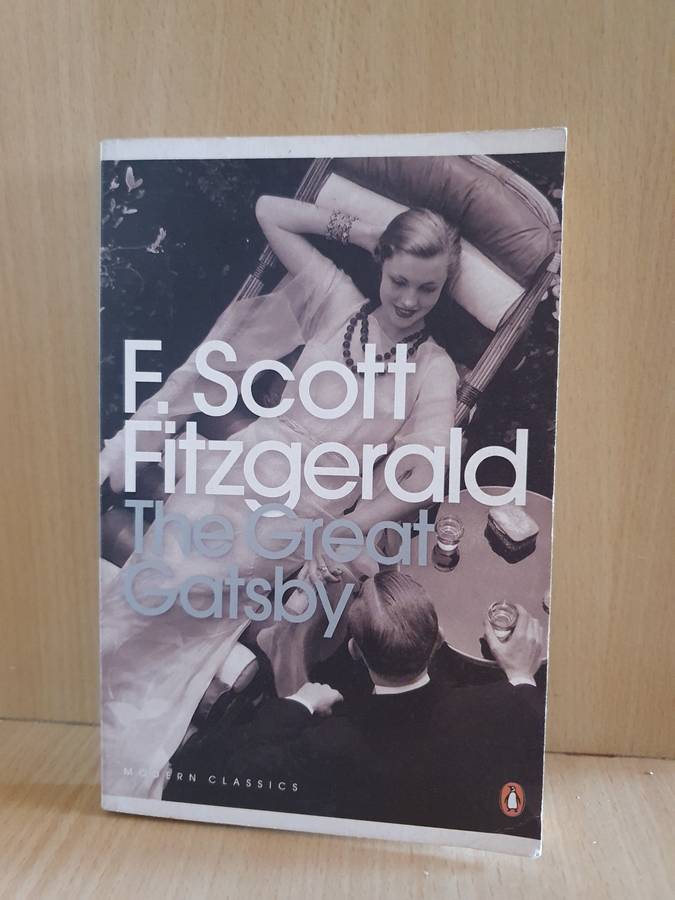 F. Scott
Fitzgerald
The Great
Gatsby
MODERN CLASSICS